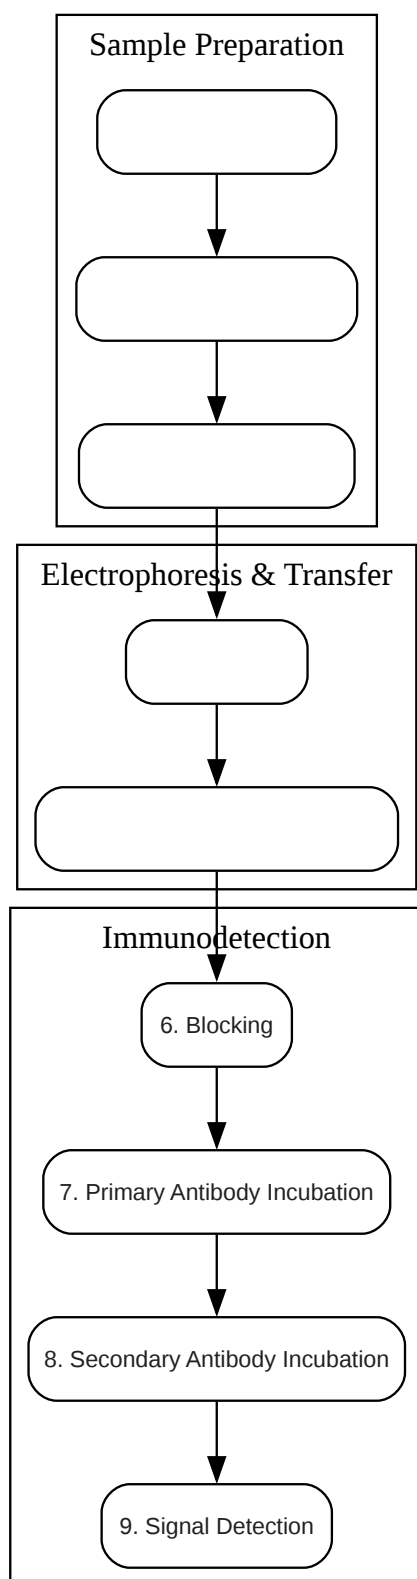 Sample Preparation
Electrophoresis & Transfer
Immunodetection
6. Blocking
7. Primary Antibody Incubation
8. Secondary Antibody Incubation
9. Signal Detection